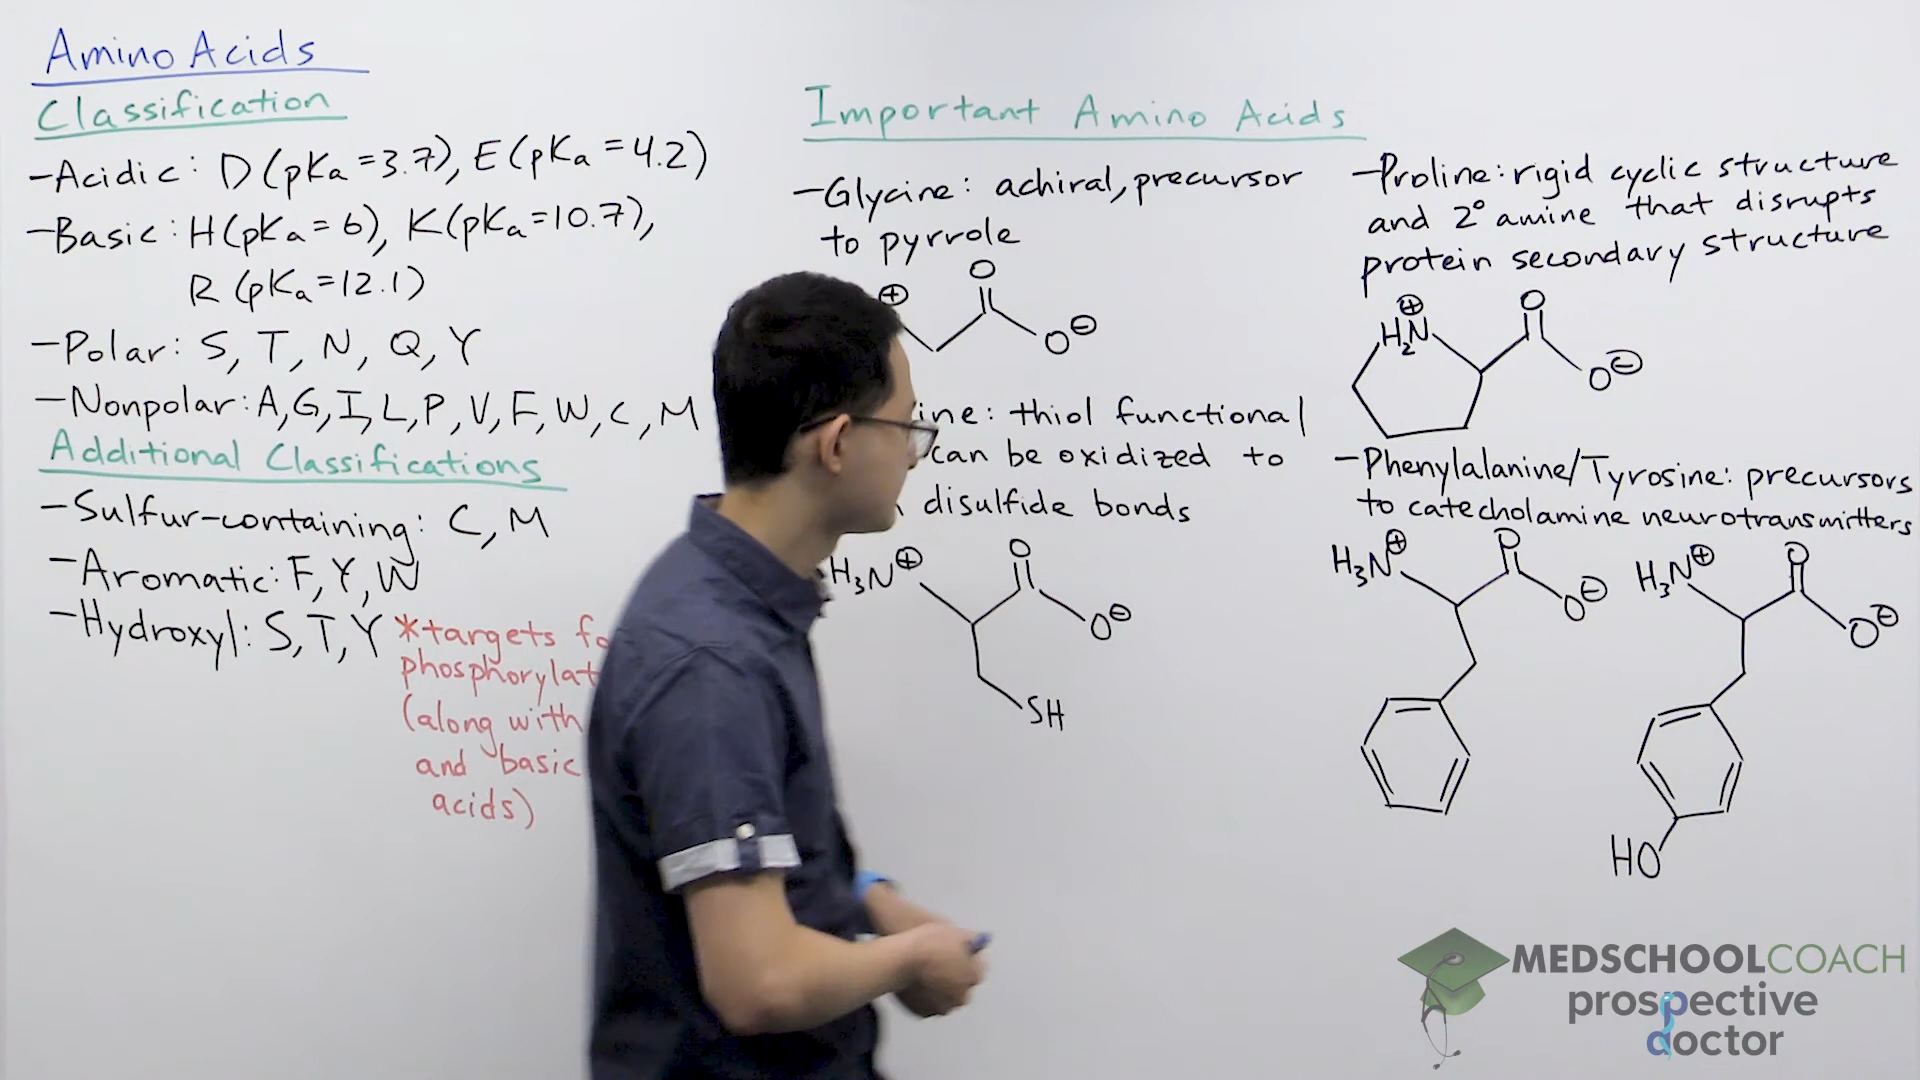 Amino Acids
Classification
-Acidic: D (pKa = 3.7), E (pKa = 4.2)
-Basic: H (pKa = 6), K (pKa = 10.7),
R (pKa = 12.1)
-Polar: S, T, N, Q, Y
-Nonpolar: A, G, I, L, P, V, F, W, C, M
Additional Classifications
-Sulfur-containing: C, M
-Aromatic: F, Y, W
-Hydroxyl: S, T, Y *targets
phosphorylat
(along with
and basic
acids)
Important Amino Acids
-Glycine: achiral, precursor
to pyrrole
⊕ O
O⊖
ine: thiol functional
can be oxidized to
disulfide bonds
H3N⊕ O
O⊖
SH
-Proline: rigid cyclic structure
and 2° amine that disrupts
protein secondary structure
H2N⊕ O
O⊖
-Phenylalanine/Tyrosine: precursors
to catecholamine neurotransmitters
H3N⊕ O
O⊖
H3N⊕ O
O⊖
HO
MEDSCHOOLCOACH
prospective
doctor